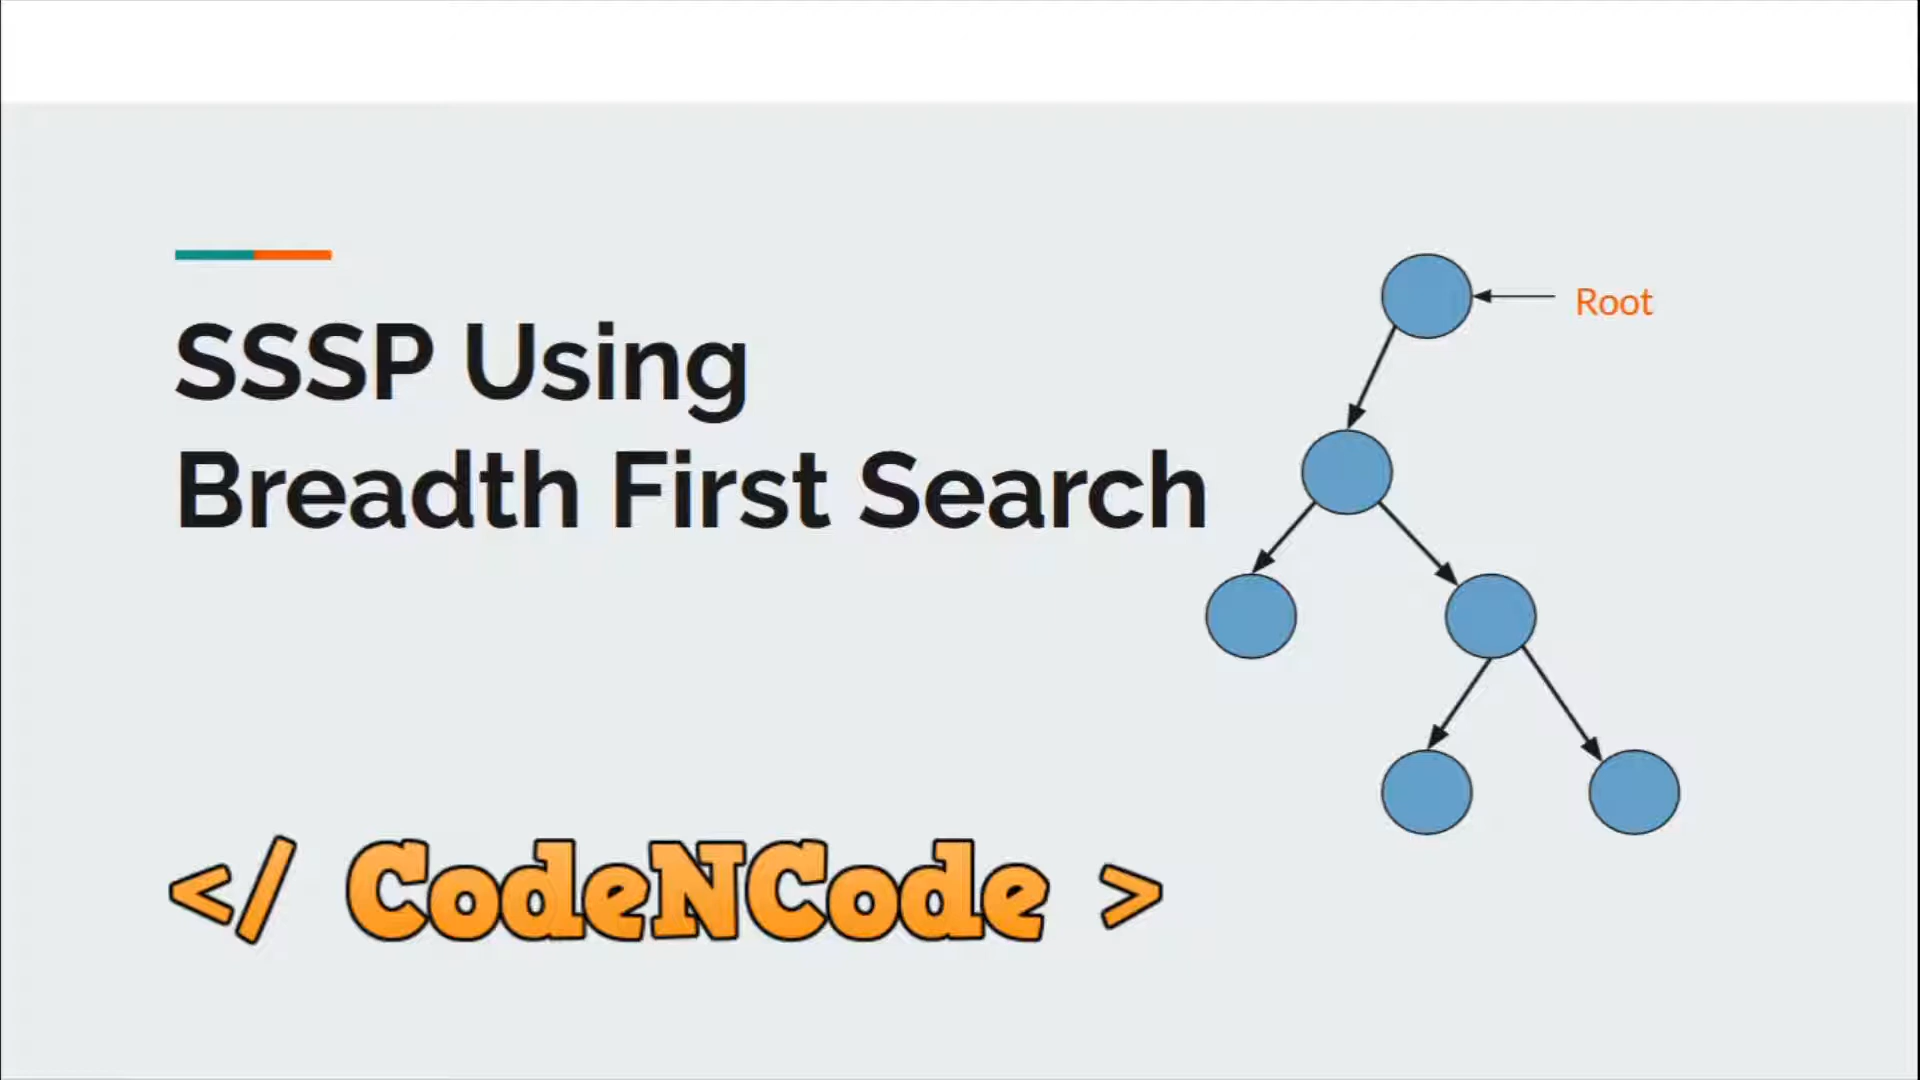 SSSP Using
Breadth First Search
Root
</ CodeNCode >